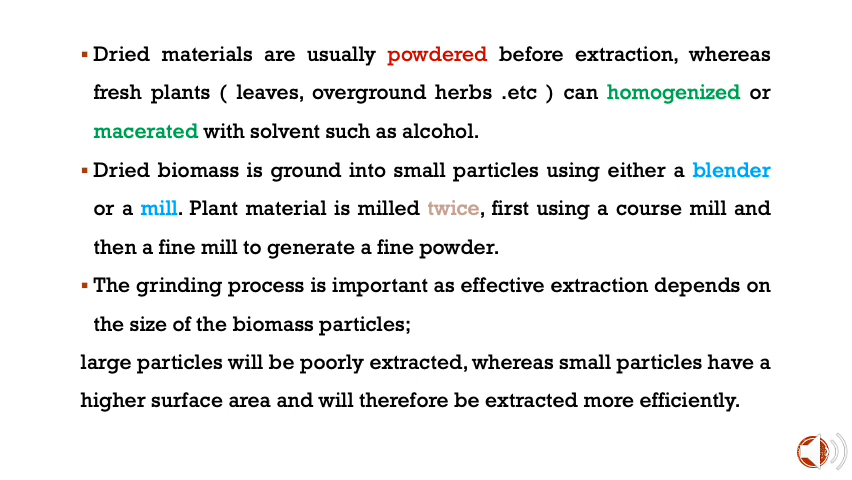 ▪ Dried materials are usually powdered before extraction, whereas
fresh plants ( leaves, overground herbs .etc ) can homogenized or
macerated with solvent such as alcohol.
▪ Dried biomass is ground into small particles using either a blender
or a mill. Plant material is milled twice, first using a course mill and
then a fine mill to generate a fine powder.
▪ The grinding process is important as effective extraction depends on
the size of the biomass particles;
large particles will be poorly extracted, whereas small particles have a
higher surface area and will therefore be extracted more efficiently.